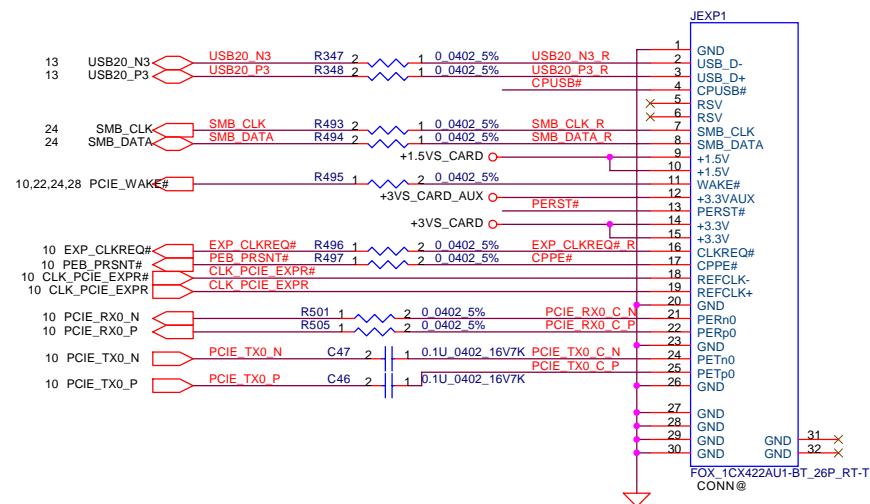 JEXP1
1 GND
13 USB20_N3 USB20_N3 R347 2 1 0_0402_5% USB20_N3_R 2 USB_D-
13 USB20_P3 USB20_P3 R348 2 1 0_0402_5% USB20_P3_R 3 USB_D+
CPUSB# 4 CPUSB#
5 RSV
6 RSV
24 SMB_CLK SMB_CLK R493 2 1 0_0402_5% SMB_CLK_R 7 SMB_CLK
24 SMB_DATA SMB_DATA R494 2 1 0_0402_5% SMB_DATA_R 8 SMB_DATA
+1.5VS_CARD 9 +1.5V
10 +1.5V
10,22,24,28 PCIE_WAKE# R495 1 2 0_0402_5% 11 WAKE#
+3VS_CARD_AUX 12 +3.3VAUX
PERST# 13 PERST#
+3VS_CARD 14 +3.3V
15 +3.3V
10 EXP_CLKREQ# EXP_CLKREQ# R496 1 2 0_0402_5% EXP_CLKREQ#_R 16 CLKREQ#
10 PEB_PRSNT# PEB_PRSNT# R497 1 2 0_0402_5% CPPE# 17 CPPE#
10 CLK_PCIE_EXPR# CLK_PCIE_EXPR# 18 REFCLK-
10 CLK_PCIE_EXPR CLK_PCIE_EXPR 19 REFCLK+
20 GND
10 PCIE_RX0_N R501 1 2 0_0402_5% PCIE_RX0_C_N 21 PERn0
10 PCIE_RX0_P R505 1 2 0_0402_5% PCIE_RX0_C_P 22 PERp0
23 GND
10 PCIE_TX0_N PCIE_TX0_N C47 2 1 0.1U_0402_16V7K PCIE_TX0_C_N 24 PETn0
PCIE_TX0_C_P 25 PETp0
10 PCIE_TX0_P PCIE_TX0_P C46 2 1 0.1U_0402_16V7K 26 GND
27 GND
28 GND
29 GND GND 31
30 GND GND 32
FOX_1CX422AU1-BT_26P_RT-T
CONN@